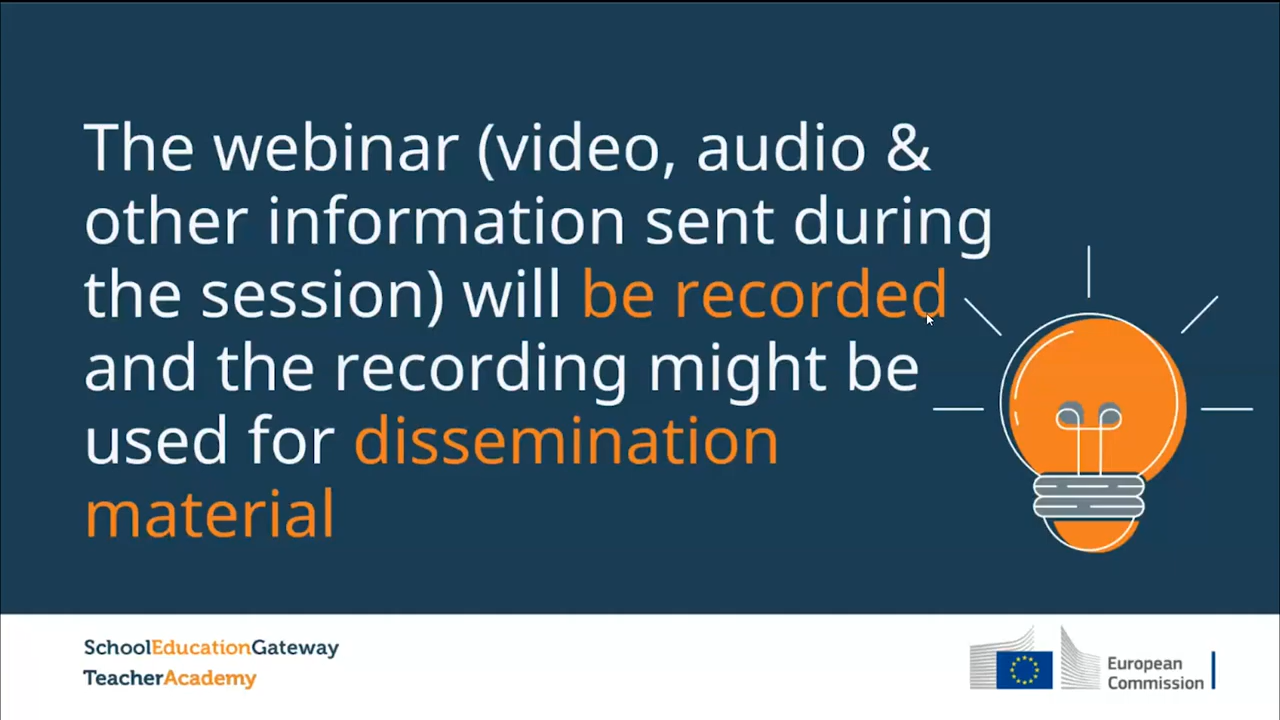 The webinar (video, audio &
other information sent during
the session) will be recorded
and the recording might be
used for dissemination
material
SchoolEducationGateway
TeacherAcademy
European
Commission